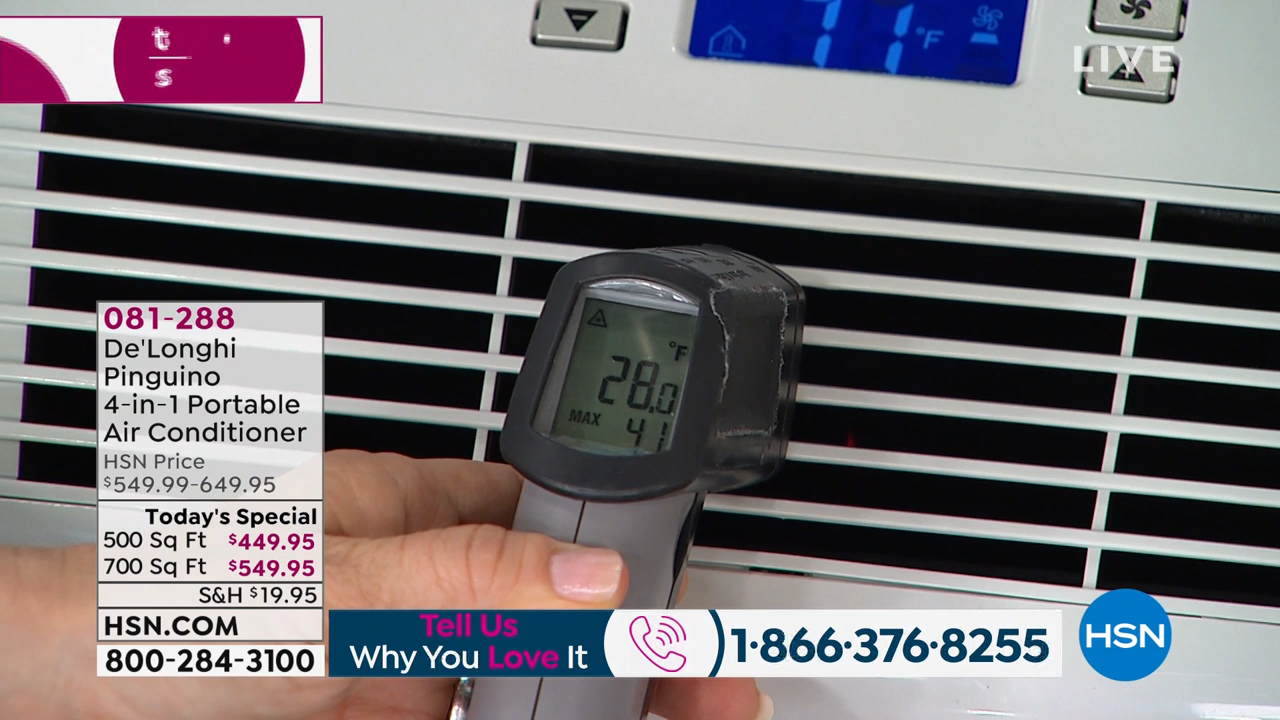 t
s
71 °F
LIVE
°F
28.0
MAX
081-288
De'Longhi
Pinguino
4-in-1 Portable
Air Conditioner
HSN Price
$549.99-649.95
Today's Special
500 Sq Ft $449.95
700 Sq Ft $549.95
S&H $19.95
HSN.COM
800-284-3100
Tell Us
Why You Love It
1•866•376•8255
HSN